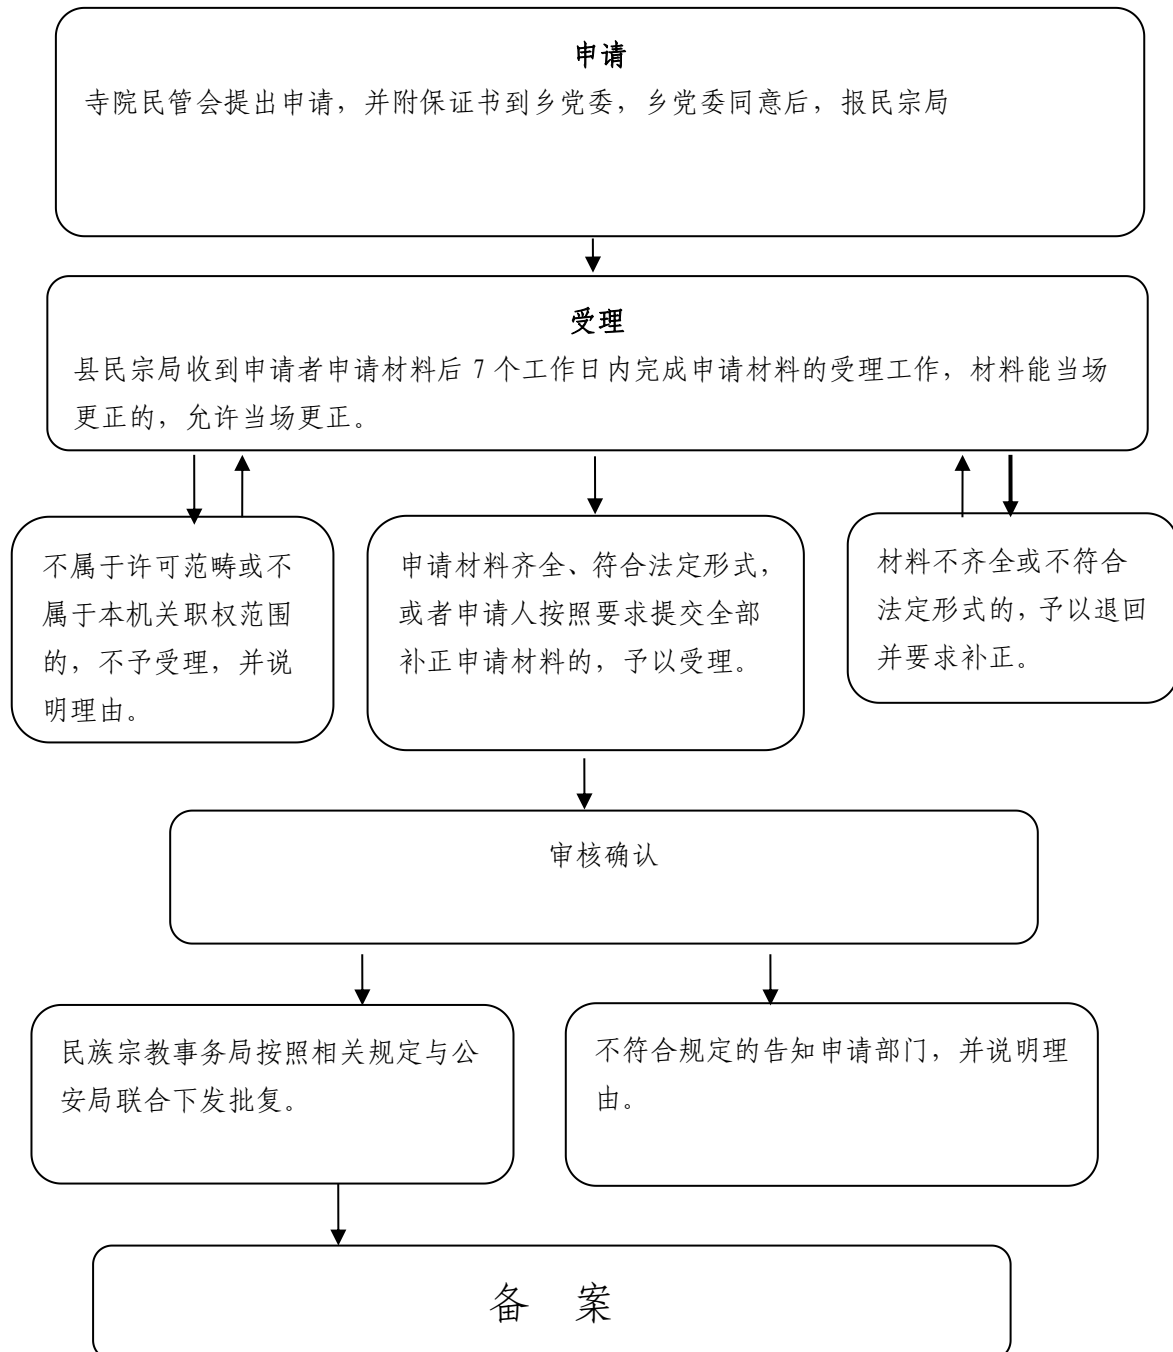 申请
寺院民管会提出申请，并附保证书到乡党委，乡党委同意后，报民宗局
受理
县民宗局收到申请者申请材料后 7 个工作日内完成申请材料的受理工作，材料能当场
更正的，允许当场更正。
不属于许可范畴或不
属于本机关职权范围
的，不予受理，并说
明理由。
申请材料齐全、符合法定形式，
或者申请人按照要求提交全部
补正申请材料的，予以受理。
材料不齐全或不符合
法定形式的，予以退回
并要求补正。
审核确认
民族宗教事务局按照相关规定与公
安局联合下发批复。
不符合规定的告知申请部门，并说明理
由。
备 案